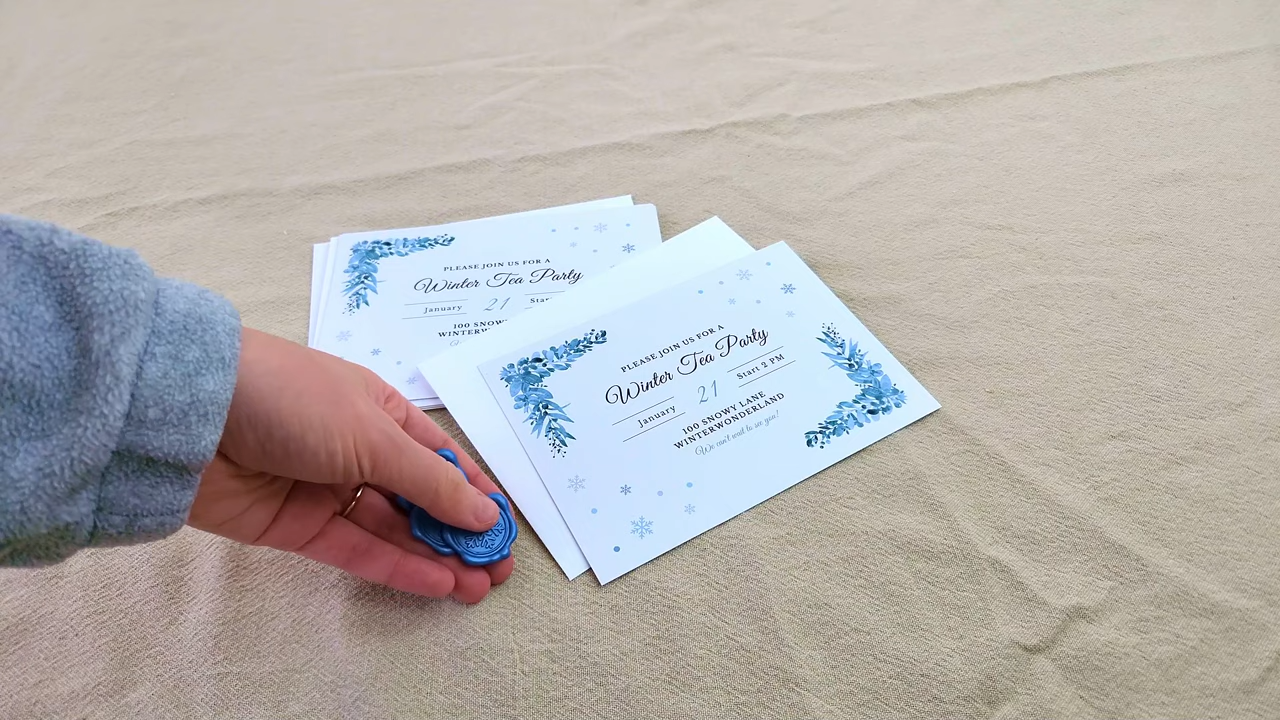 PLEASE JOIN US FOR A
Winter Tea Party
January 21 Start
100 SNOWY
PLEASE JOIN US FOR A
Winter Tea Party
January 21 Start 2 PM
100 SNOWY LANE
WINTERWONDERLAND
We can't wait to see you!